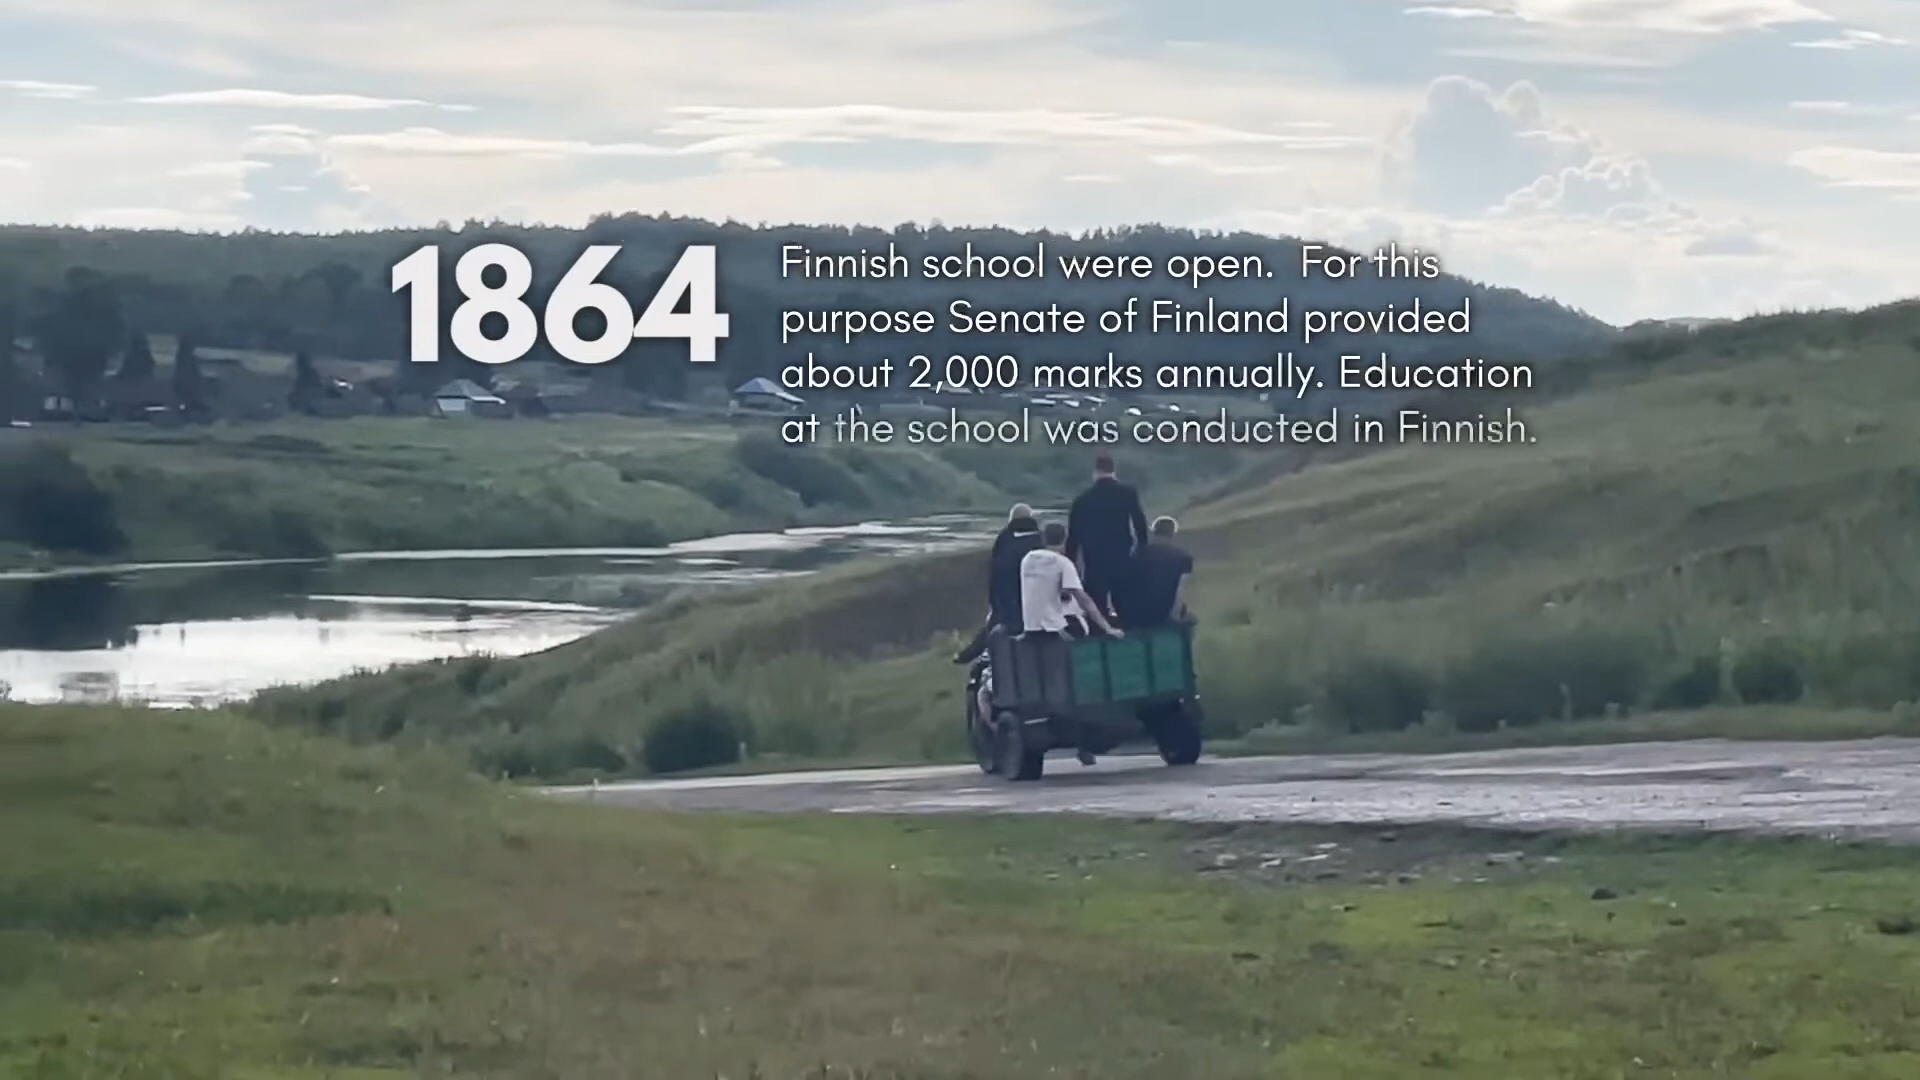 1864
Finnish school were open.  For this
purpose Senate of Finland provided
about 2,000 marks annually. Education
at the school was conducted in Finnish.